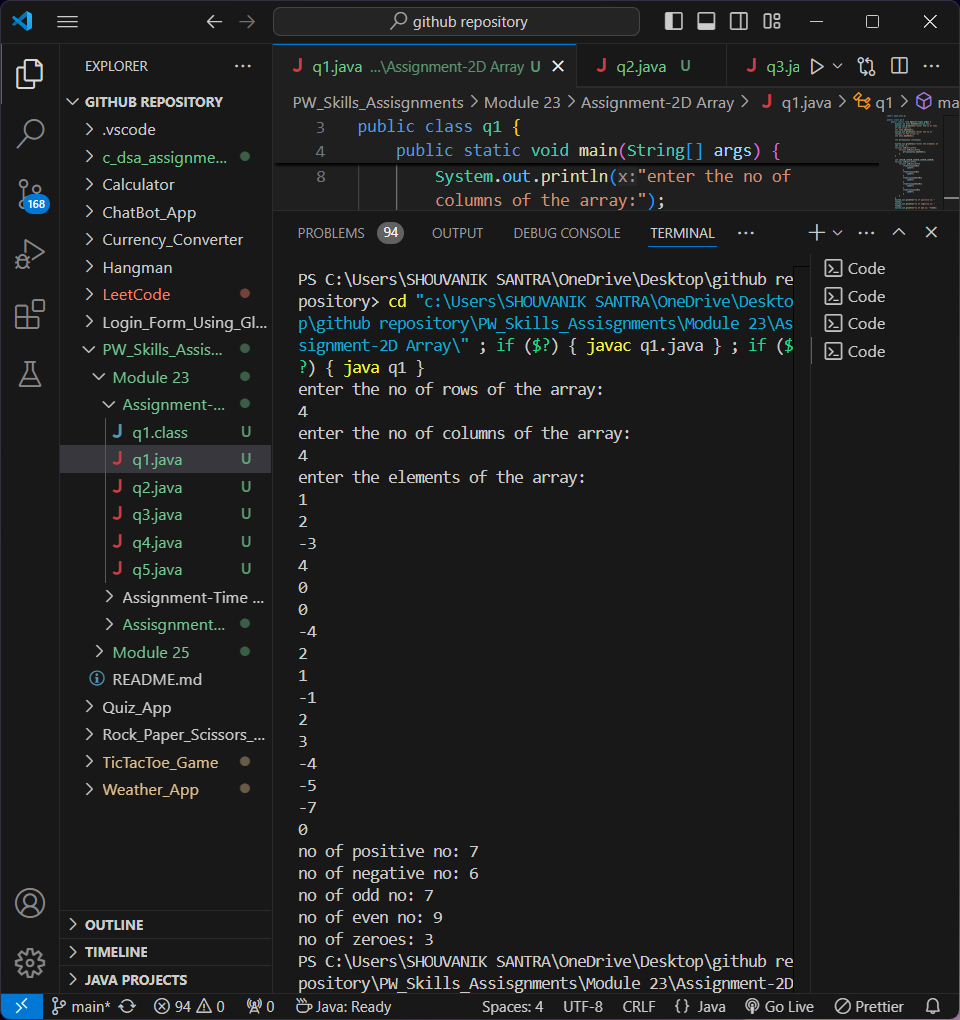 github repository
EXPLORER
GITHUB REPOSITORY
.vscode
c_dsa_assignme...
Calculator
ChatBot_App
Currency_Converter
Hangman
LeetCode
Login_Form_Using_Gl...
PW_Skills_Assis...
Module 23
Assignment-...
J q1.class U
J q1.java U
J q2.java U
J q3.java U
J q4.java U
J q5.java U
Assignment-Time ...
Assisgnment...
Module 25
README.md
Quiz_App
Rock_Paper_Scissors_...
TicTacToe_Game
Weather_App
OUTLINE
TIMELINE
JAVA PROJECTS
168
J q1.java ...\Assignment-2D Array U
J q2.java U
J q3.ja
PW_Skills_Assisgnments > Module 23 > Assignment-2D Array > J q1.java > q1 > ma
3 public class q1 {
4 public static void main(String[] args) {
8 System.out.println(x:"enter the no of
columns of the array:");
PROBLEMS 94 OUTPUT DEBUG CONSOLE TERMINAL
PS C:\Users\SHOUVANIK SANTRA\OneDrive\Desktop\github re
pository> cd "c:\Users\SHOUVANIK SANTRA\OneDrive\Deskto
p\github repository\PW_Skills_Assisgnments\Module 23\As
signment-2D Array\" ; if ($?) { javac q1.java } ; if ($
?) { java q1 }
enter the no of rows of the array:
4
enter the no of columns of the array:
4
enter the elements of the array:
1
2
-3
4
0
0
-4
2
1
-1
2
3
-4
-5
-7
0
no of positive no: 7
no of negative no: 6
no of odd no: 7
no of even no: 9
no of zeroes: 3
PS C:\Users\SHOUVANIK SANTRA\OneDrive\Desktop\github re
pository\PW_Skills_Assisgnments\Module 23\Assignment-2D
Code
Code
Code
Code
main* 94 0 0 Java: Ready Spaces: 4 UTF-8 CRLF {} Java Go Live Prettier